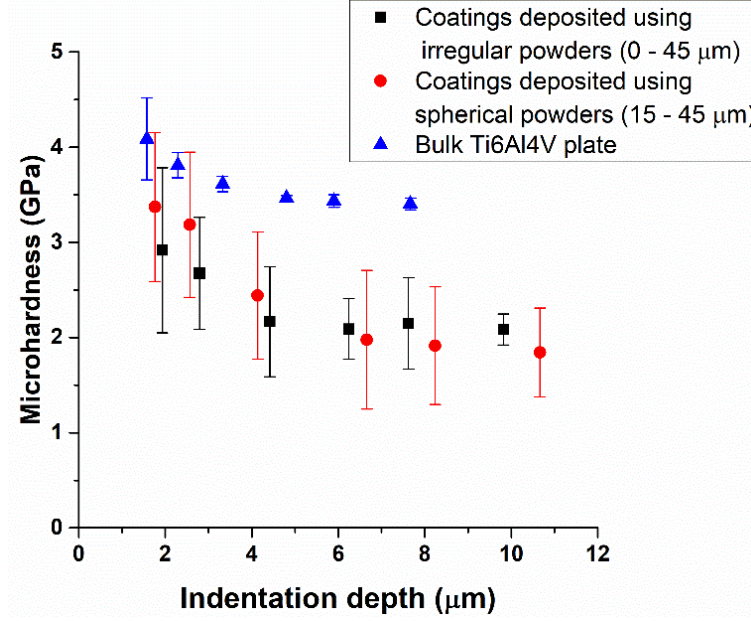 Coatings deposited using
irregular powders (0 - 45 μm)
Coatings deposited using
spherical powders (15 - 45 μm)
Bulk Ti6Al4V plate
Microhardness (GPa)
5
4
3
2
1
0
0 2 4 6 8 10 12
Indentation depth (μm)